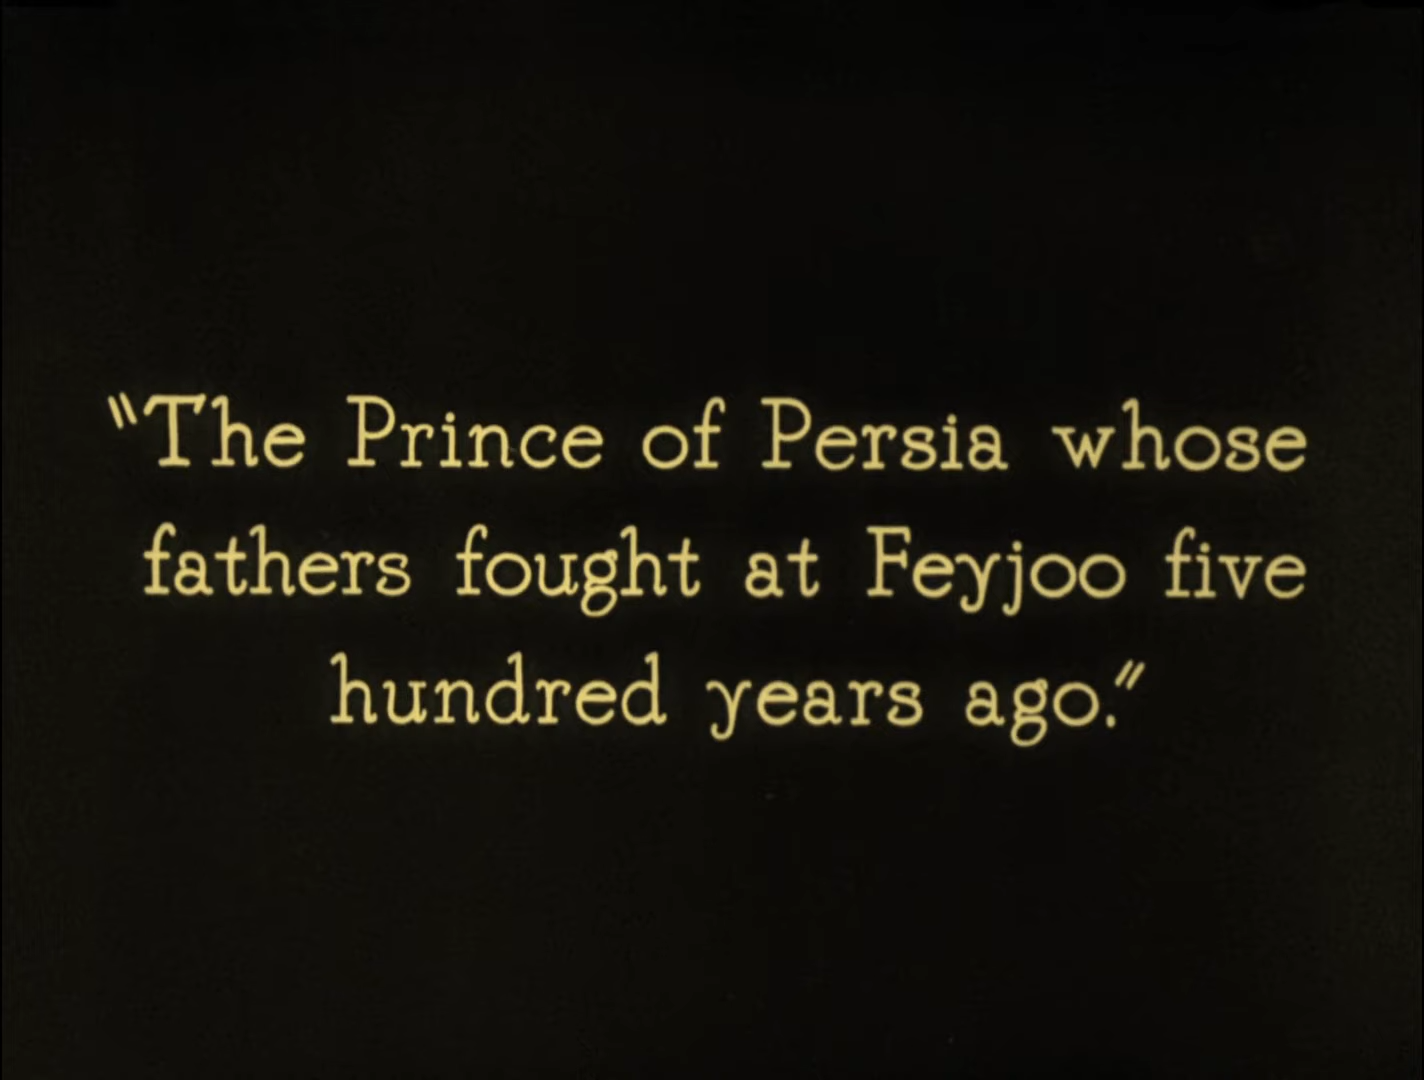 "The Prince of Persia whose
fathers fought at Feyjoo five
hundred years ago."